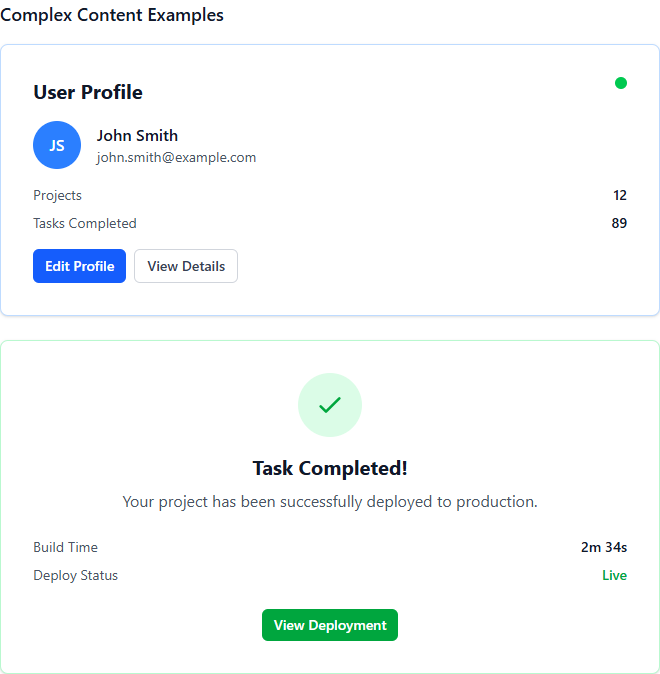 Complex Content Examples
User Profile
JS
John Smith
john.smith@example.com
Projects 12
Tasks Completed 89
Edit Profile View Details
Task Completed!
Your project has been successfully deployed to production.
Build Time 2m 34s
Deploy Status Live
View Deployment